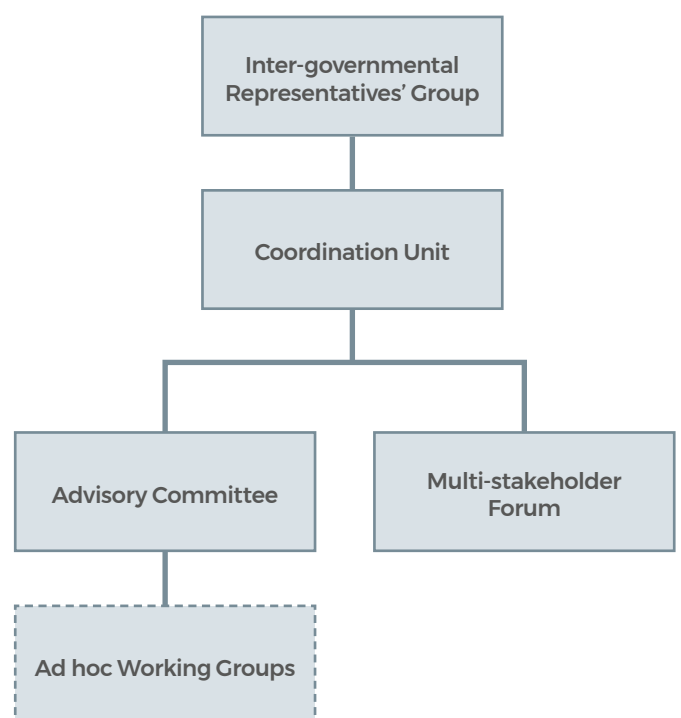 Inter-governmental
Representatives’ Group
Coordination Unit
Advisory Committee
Multi-stakeholder
Forum
Ad hoc Working Groups